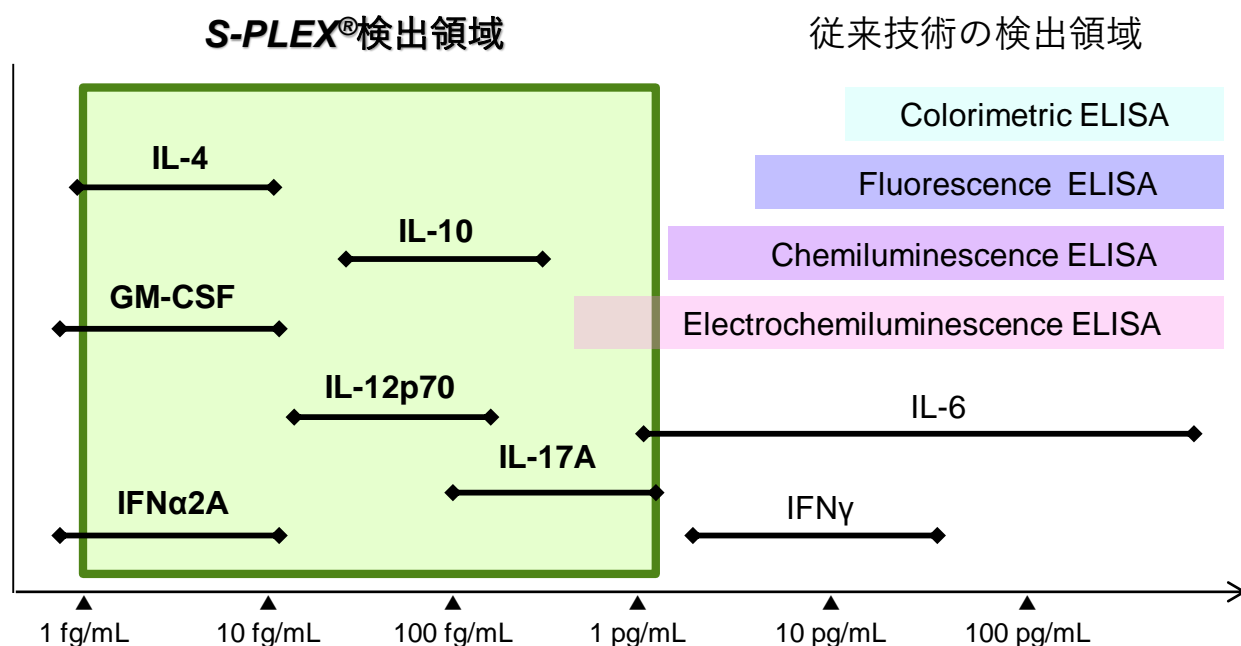 S-PLEX®検出領域
従来技術の検出領域
Colorimetric ELISA
IL-4
Fluorescence ELISA
IL-10
Chemiluminescence ELISA
GM-CSF
Electrochemiluminescence ELISA
IL-12p70
IL-6
IL-17A
IFNα2A
IFNγ
1 fg/mL
10 fg/mL
100 fg/mL
1 pg/mL
10 pg/mL
100 pg/mL